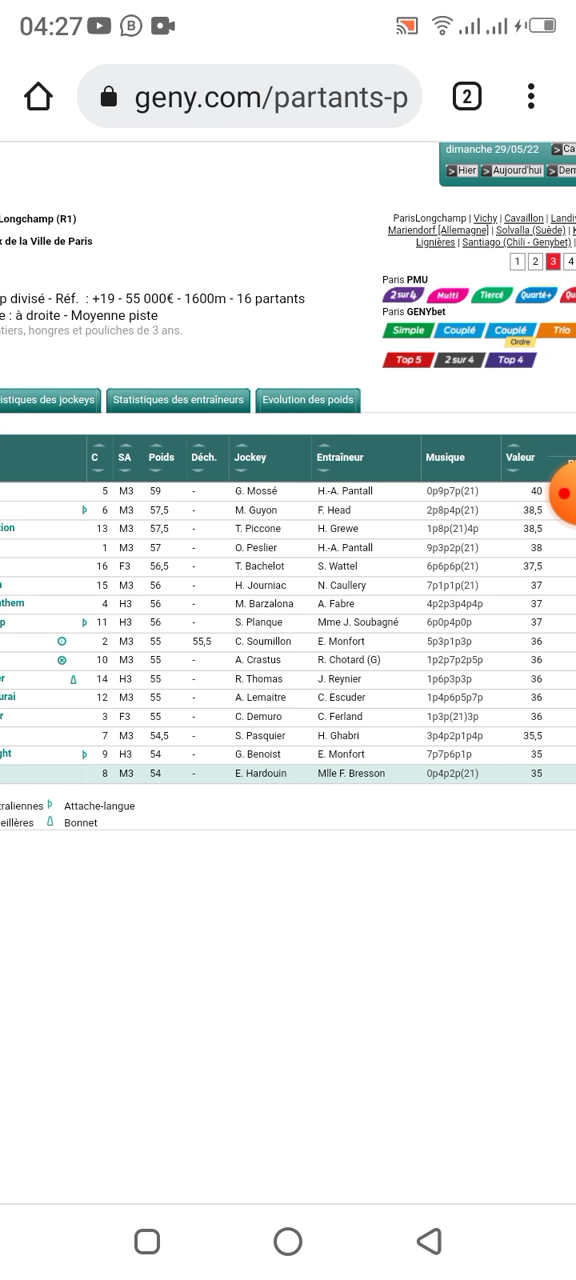 04:27
geny.com/partants-p
2
dimanche 29/05/22
Hier Aujourd'hui
Longchamp (R1)
x de la Ville de Paris
ParisLongchamp | Vichy | Cavaillon |
Mariendorf [Allemagne] | Solvalla (Suède) |
Lignières | Santiago (Chili - Genybet) |
1 2 3 4
Paris PMU
2sur4 Multi Tiercé Quarté+
Paris GENYbet
Simple Couplé Couplé Trio
Ordre
Top 5 2 sur 4 Top 4
p divisé - Réf. : +19 - 55 000€ - 1600m - 16 partants
e : à droite - Moyenne piste
tiers, hongres et pouliches de 3 ans.
istiques des jockeys Statistiques des entraîneurs Evolution des poids
C SA Poids Déch. Jockey Entraîneur Musique Valeur
5 M3 59 - G. Mossé H.-A. Pantall 0p9p7p(21) 40
6 M3 57,5 - M. Guyon F. Head 2p8p4p(21) 38,5
tion 13 M3 57,5 - T. Piccone H. Grewe 1p8p(21)4p 38,5
1 M3 57 - O. Peslier H.-A. Pantall 9p3p2p(21) 38
16 F3 56,5 - T. Bachelot S. Wattel 6p6p6p(21) 37,5
15 M3 56 - H. Journiac N. Caullery 7p1p1p(21) 37
nthem 4 H3 56 - M. Barzalona A. Fabre 4p2p3p4p4p 37
p 11 H3 56 - S. Planque Mme J. Soubagné 6p0p4p0p 37
2 M3 55 55,5 C. Soumillon E. Monfort 5p3p1p3p 36
10 M3 55 - A. Crastus R. Chotard (G) 1p2p7p2p5p 36
er 14 H3 55 - R. Thomas J. Reynier 1p6p3p3p 36
urai 12 M3 55 - A. Lemaitre C. Escuder 1p4p6p5p7p 36
r 3 F3 55 - C. Demuro C. Ferland 1p3p(21)3p 36
7 M3 54,5 - S. Pasquier H. Ghabri 3p4p2p1p4p 35,5
ght 9 H3 54 - G. Benoist E. Monfort 7p7p6p1p 35
8 M3 54 - E. Hardouin Mlle F. Bresson 0p4p2p(21) 35
traliennes Attache-langue
eillères Bonnet